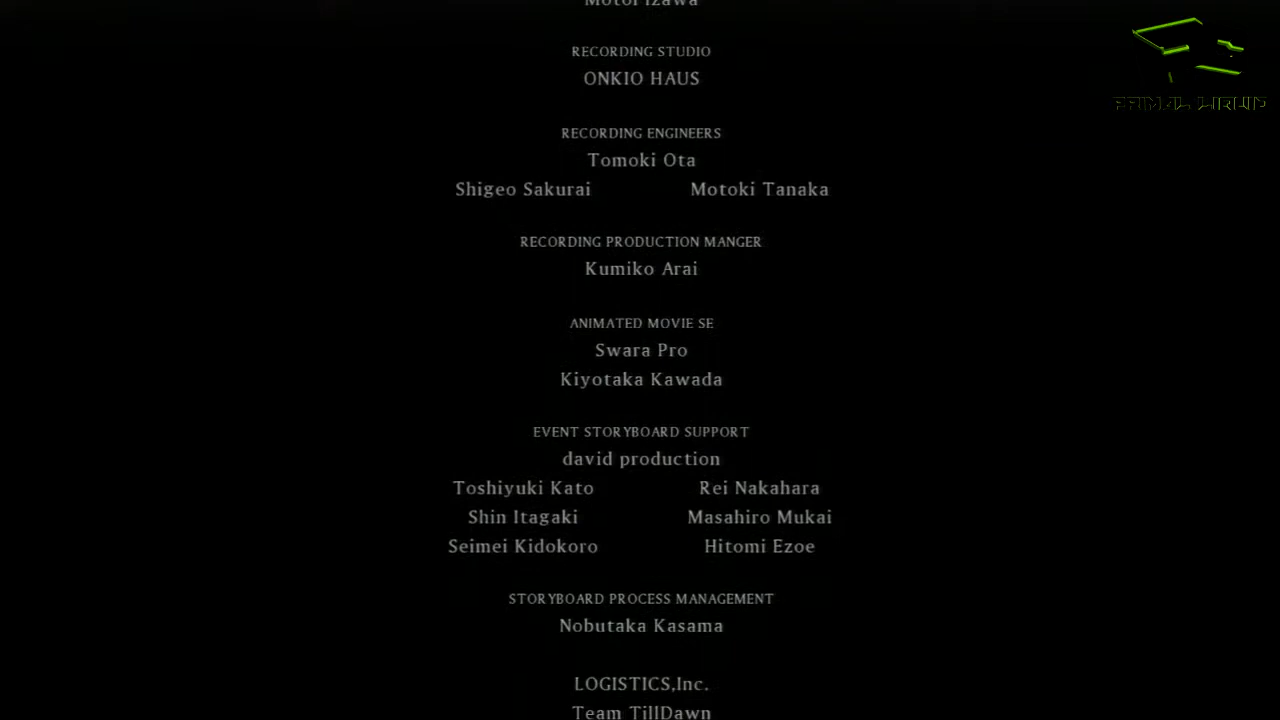 Motoi Izawa
RECORDING STUDIO
ONKIO HAUS
RECORDING ENGINEERS
Tomoki Ota
Shigeo Sakurai Motoki Tanaka
RECORDING PRODUCTION MANGER
Kumiko Arai
ANIMATED MOVIE SE
Swara Pro
Kiyotaka Kawada
EVENT STORYBOARD SUPPORT
david production
Toshiyuki Kato Rei Nakahara
Shin Itagaki Masahiro Mukai
Seimei Kidokoro Hitomi Ezoe
STORYBOARD PROCESS MANAGEMENT
Nobutaka Kasama
LOGISTICS,Inc.
Team TillDawn